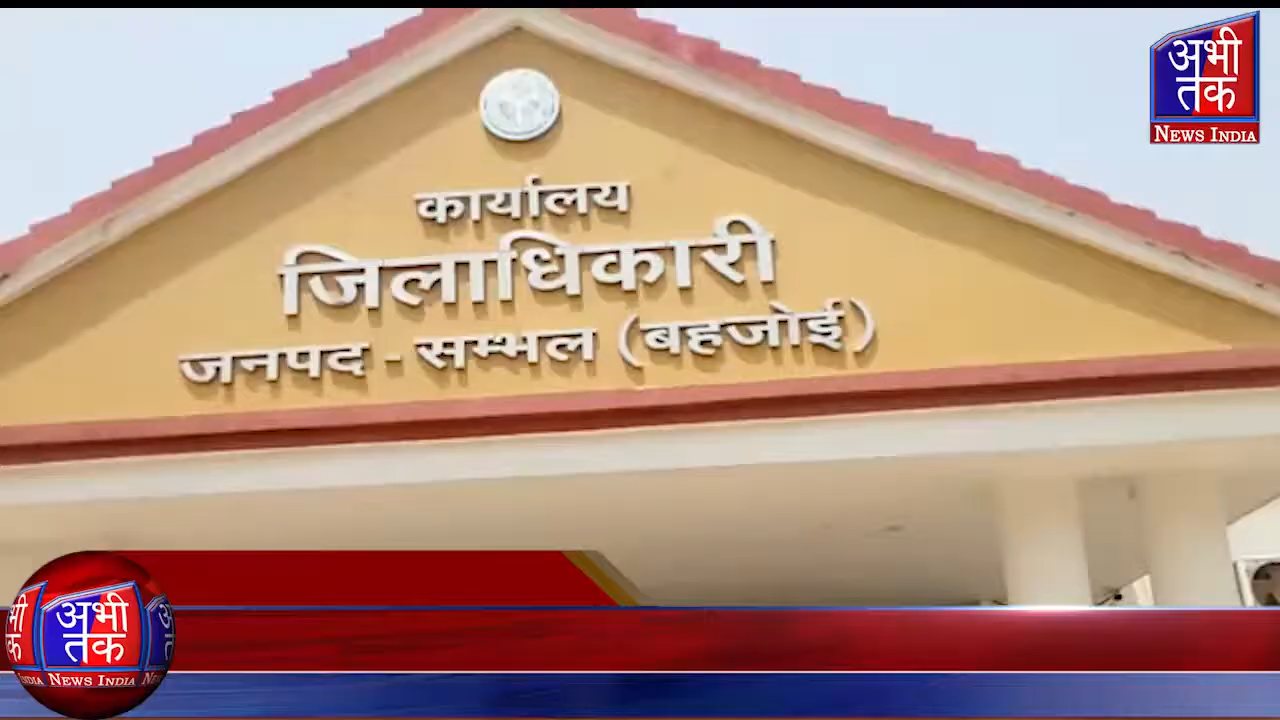 अभी
तक
NEWS INDIA
कार्यालय
जिलाधिकारी
जनपद - सम्भल (बहजोई)
अभी
तक
NEWS INDIA